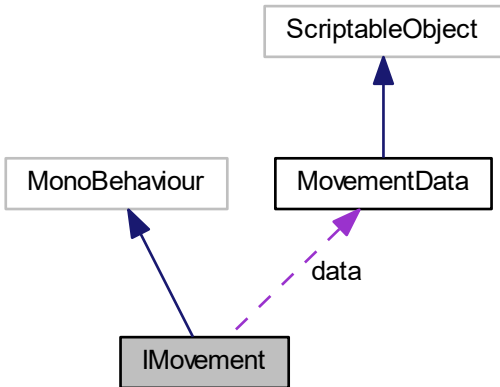 ScriptableObject
MonoBehaviour
MovementData
data
IMovement